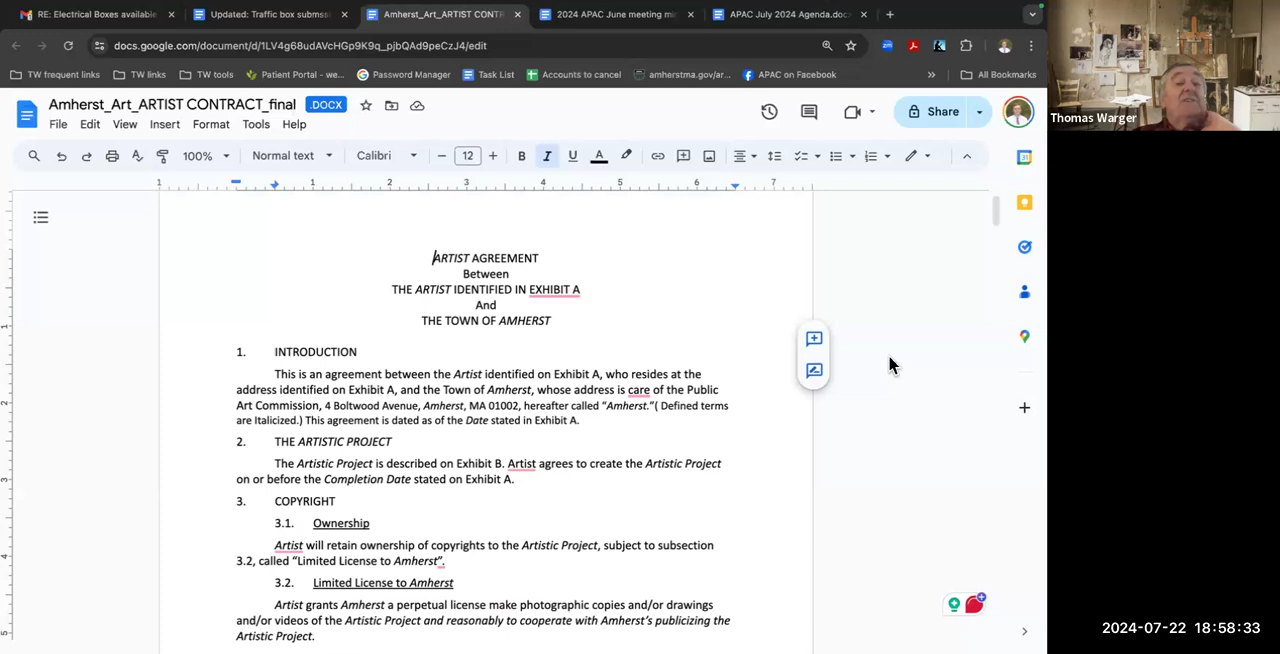 RE: Electrical Boxes available
Updated: Traffic box submssi
Amherst_Art_ARTIST CONTR
2024 APAC June meeting mi
APAC July 2024 Agenda.docx
docs.google.com/document/d/1LV4g68udAVcHGp9K9q_pjbQAd9peCzJ4/edit
TW frequent links
TW links
TW tools
Patient Portal - we...
Password Manager
Task List
Accounts to cancel
amherstma.gov/ar...
APAC on Facebook
All Bookmarks
Thomas Warger
Amherst_Art_ARTIST CONTRACT_final .DOCX
File Edit View Insert Format Tools Help
Share
100% Normal text Calibri 12 B I U A
1 1 2 3 4 5 6 7
ARTIST AGREEMENT
Between
THE ARTIST IDENTIFIED IN EXHIBIT A
And
THE TOWN OF AMHERST
1. INTRODUCTION
This is an agreement between the Artist identified on Exhibit A, who resides at the
address identified on Exhibit A, and the Town of Amherst, whose address is care of the Public
Art Commission, 4 Boltwood Avenue, Amherst, MA 01002, hereafter called “Amherst.”( Defined terms
are Italicized.) This agreement is dated as of the Date stated in Exhibit A.
2. THE ARTISTIC PROJECT
The Artistic Project is described on Exhibit B. Artist agrees to create the Artistic Project
on or before the Completion Date stated on Exhibit A.
3. COPYRIGHT
3.1. Ownership
Artist will retain ownership of copyrights to the Artistic Project, subject to subsection
3.2, called “Limited License to Amherst”.
3.2. Limited License to Amherst
Artist grants Amherst a perpetual license make photographic copies and/or drawings
and/or videos of the Artistic Project and reasonably to cooperate with Amherst’s publicizing the
Artistic Project.
2024-07-22 18:58:33